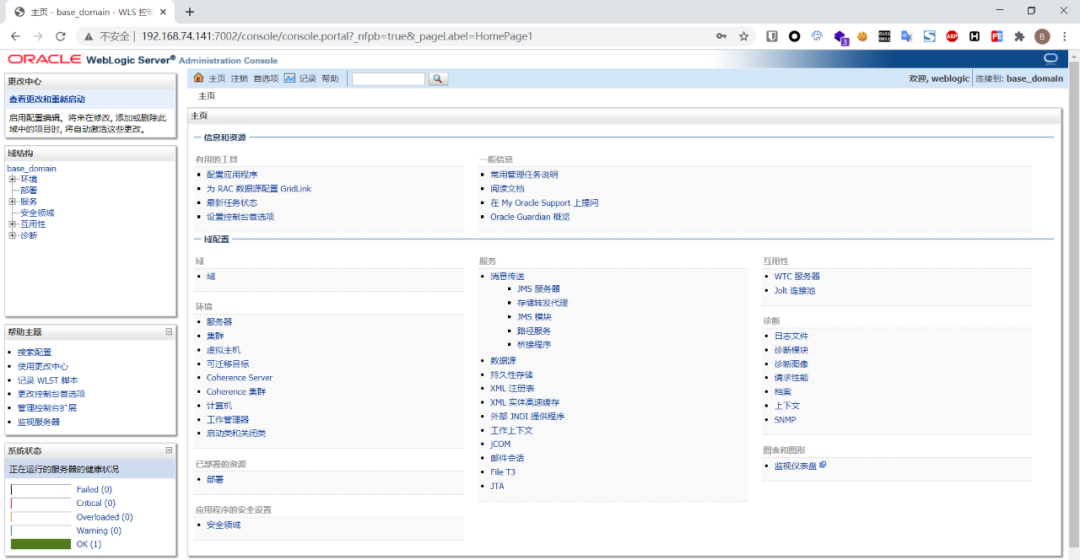 主页 - base_domain - WLS 控制
不安全 | 192.168.74.141:7002/console/console.portal?_nfpb=true&_pageLabel=HomePage1
ORACLE WebLogic Server® Administration Console
更改中心
查看更改和重新启动
启用配置编辑。将来在修改, 添加或删除此
域中的项目时, 将自动激活这些更改。
域结构
base_domain
环境
部署
服务
安全领域
互用性
诊断
帮助主题
搜索配置
使用更改中心
记录 WLST 脚本
更改控制台首选项
管理控制台扩展
监视服务器
系统状态
正在运行的服务器的健康状况
Failed (0)
Critical (0)
Overloaded (0)
Warning (0)
OK (1)
主页 注销 首选项 记录 帮助
欢迎, weblogic 连接到: base_domain
主页
主页
信息和资源
有用的工具
配置应用程序
为 RAC 数据源配置 GridLink
最新任务状态
设置控制台首选项
一般信息
常用管理任务说明
阅读文档
在 My Oracle Support 上提问
Oracle Guardian 概览
域配置
域
域
环境
服务器
集群
虚拟主机
可迁移目标
Coherence Server
Coherence 集群
计算机
工作管理器
启动类和关闭类
已部署的资源
部署
应用程序的安全设置
安全领域
服务
消息传送
JMS 服务器
存储转发代理
JMS 模块
路径服务
桥接程序
数据源
持久性存储
XML 注册表
XML 实体高速缓存
外部 JNDI 提供程序
工作上下文
jCOM
邮件会话
File T3
JTA
互用性
WTC 服务器
Jolt 连接池
诊断
日志文件
诊断模块
诊断图像
请求性能
档案
上下文
SNMP
图表和图形
监视仪表盘